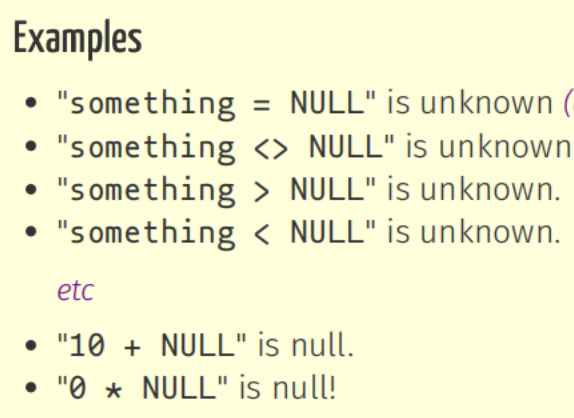 Examples
• "something = NULL" is unknown (
• "something <> NULL" is unknown
• "something > NULL" is unknown.
• "something < NULL" is unknown.
etc
• "10 + NULL" is null.
• "0 * NULL" is null!